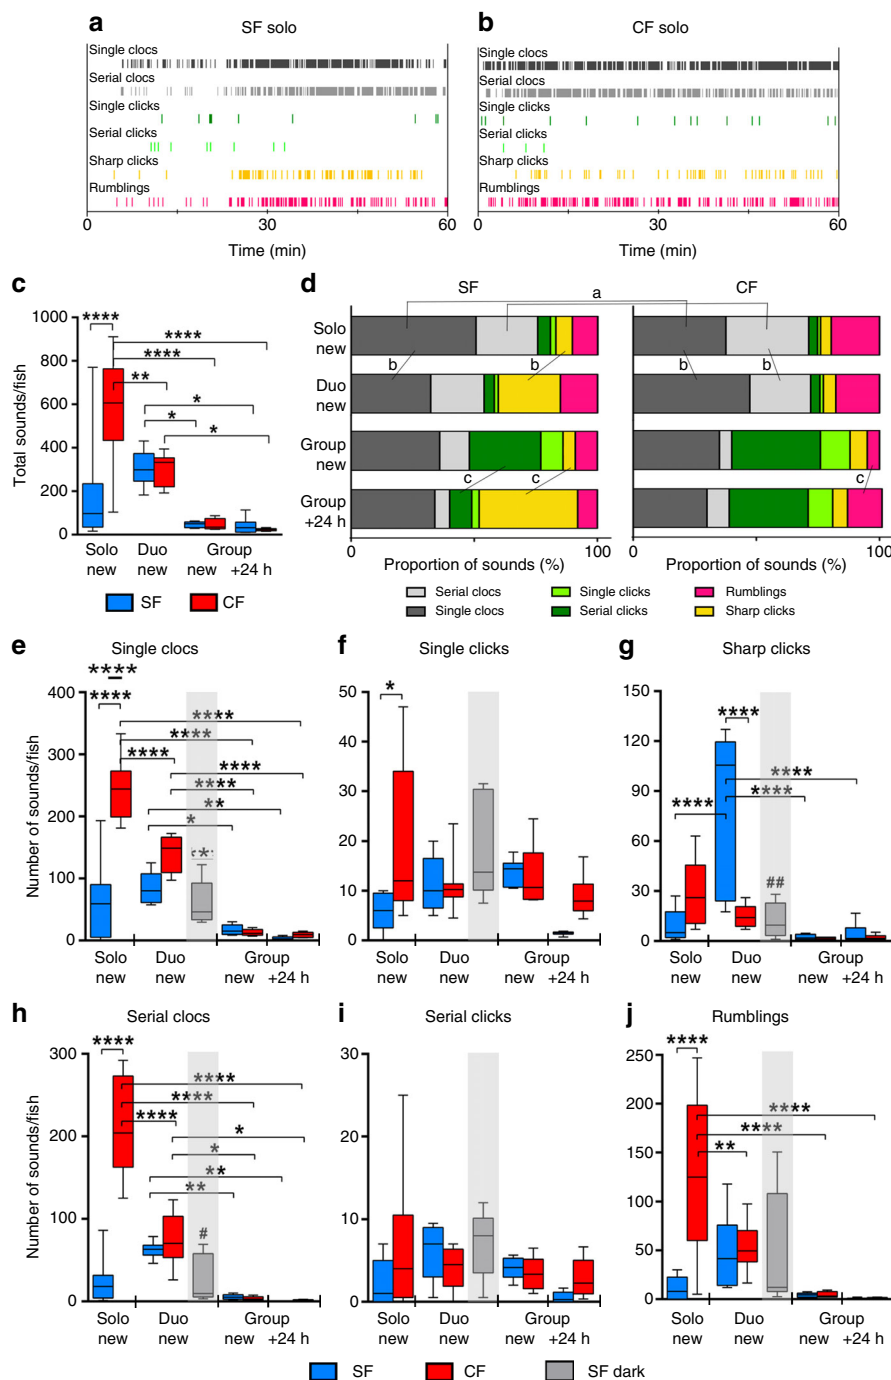 a
SF solo
Single clocs
Serial clocs
Single clicks
Serial clicks
Sharp clicks
Rumblings
0
30
60
Time (min)
b
CF solo
Single clocs
Serial clocs
Single clicks
Serial clicks
Sharp clicks
Rumblings
0
30
60
Time (min)
c
Total sounds/fish
1000
800
600
400
200
0
****
****
****
**
*
*
*
Solo
new
Duo
new
Group
new
+24 h
SF
CF
d
SF
CF
a
Solo
new
b
b
b
b
Duo
new
Group
new
c
c
c
Group
+24 h
0
100
0
100
Proportion of sounds (%)
Proportion of sounds (%)
Serial clocs
Single clicks
Rumblings
Single clocs
Serial clicks
Sharp clicks
e
Single clocs
Number of sounds/fish
400
300
200
100
0
****
****
****
****
****
****
****
**
*
Solo
new
Duo
new
Group
new
+24 h
f
Single clicks
50
40
30
20
10
0
*
Solo
new
Duo
new
Group
new
+24 h
g
Sharp clicks
150
120
90
60
30
0
****
****
****
****
##
Solo
new
Duo
new
Group
new
+24 h
h
Serial clocs
Number of sounds/fish
300
200
100
0
****
****
****
****
*
*
**
**
#
Solo
new
Duo
new
Group
new
+24 h
i
Serial clicks
30
20
10
0
Solo
new
Duo
new
Group
new
+24 h
j
Rumblings
250
200
150
100
50
0
****
****
****
**
Solo
new
Duo
new
Group
new
+24 h
SF
CF
SF dark